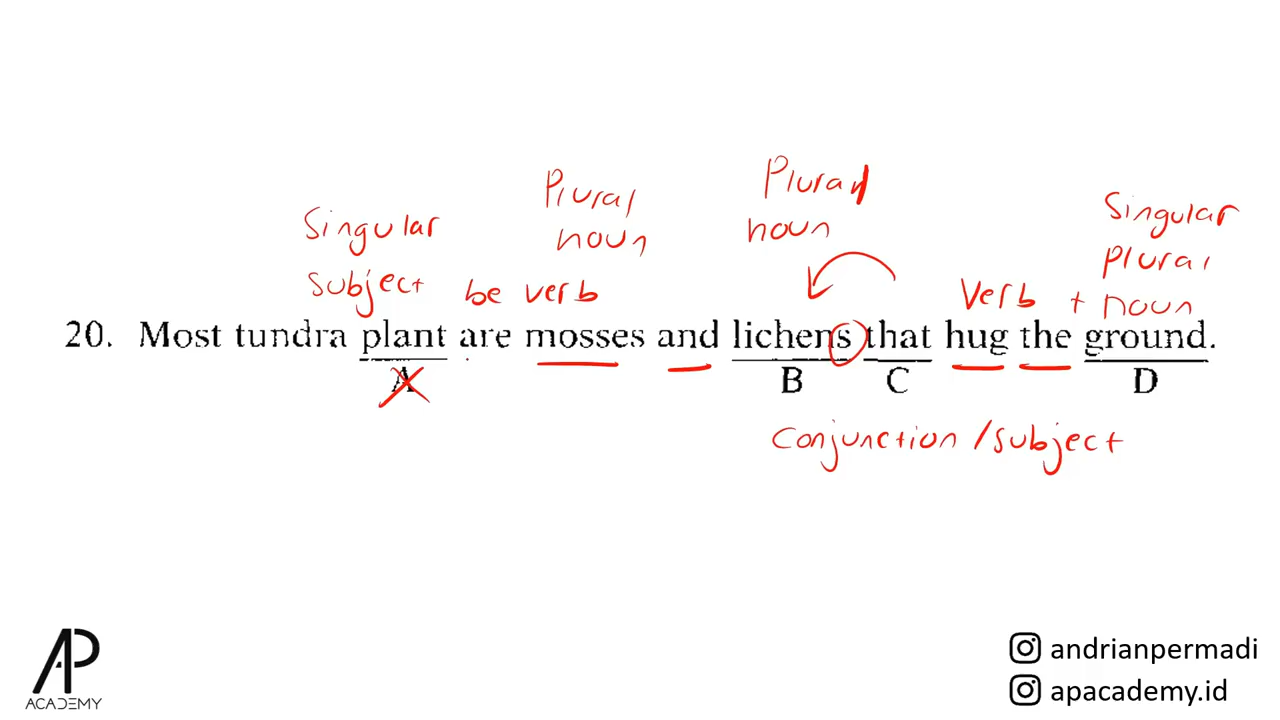 Plural
Plural
noun
noun
Singular
subject
be verb
Singular
plural
Verb + noun
20. Most tundra plant are mosses and lichens that hug the ground.
A B C D
Conjunction / subject
AP
ACADEMY
andrianpermadi
apacademy.id